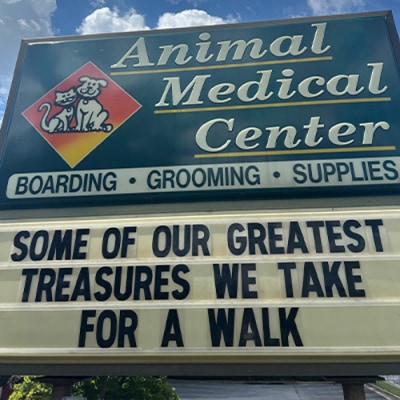 Animal
Medical
Center
BOARDING • GROOMING • SUPPLIES
SOME OF OUR GREATEST
TREASURES WE TAKE
FOR A WALK